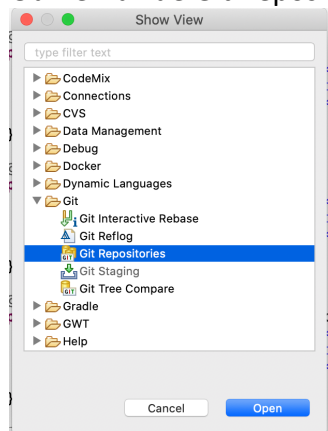 Show View
type filter text
CodeMix
Connections
CVS
Data Management
Debug
Docker
Dynamic Languages
Git
Git Interactive Rebase
Git Reflog
Git Repositories
Git Staging
Git Tree Compare
Gradle
GWT
Help
Cancel
Open